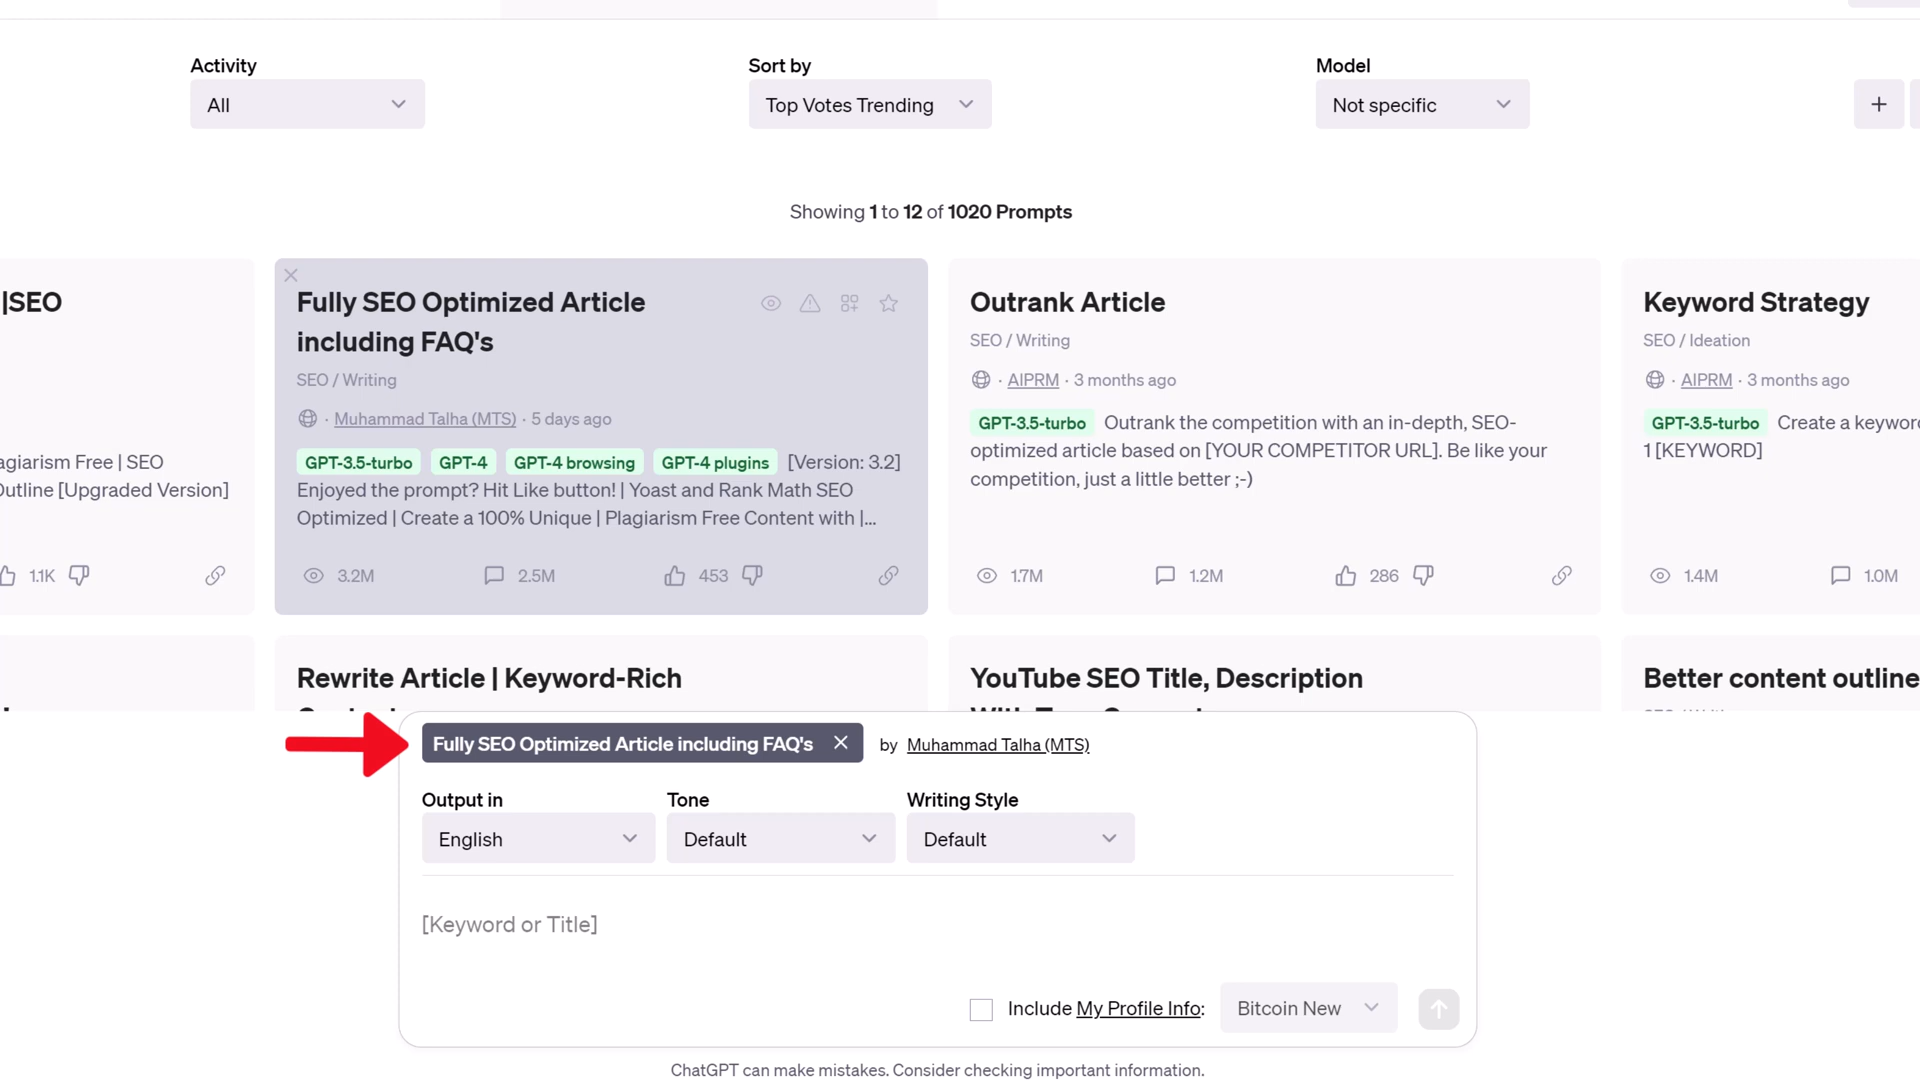 Activity
All
Sort by
Top Votes Trending
Model
Not specific
Showing 1 to 12 of 1020 Prompts
|SEO
agiarism Free | SEO
Outline [Upgraded Version]
1.1K
Fully SEO Optimized Article
including FAQ's
SEO / Writing
· Muhammad Talha (MTS) · 5 days ago
GPT-3.5-turbo GPT-4 GPT-4 browsing GPT-4 plugins [Version: 3.2]
Enjoyed the prompt? Hit Like button! | Yoast and Rank Math SEO
Optimized | Create a 100% Unique | Plagiarism Free Content with |...
3.2M 2.5M 453
Outrank Article
SEO / Writing
· AIPRM · 3 months ago
GPT-3.5-turbo Outrank the competition with an in-depth, SEO-
optimized article based on [YOUR COMPETITOR URL]. Be like your
competition, just a little better ;-)
1.7M 1.2M 286
Keyword Strategy
SEO / Ideation
· AIPRM · 3 months ago
GPT-3.5-turbo Create a keywor
1 [KEYWORD]
1.4M 1.0M
Rewrite Article | Keyword-Rich
YouTube SEO Title, Description
Better content outline
Fully SEO Optimized Article including FAQ's by Muhammad Talha (MTS)
Output in
English
Tone
Default
Writing Style
Default
[Keyword or Title]
Include My Profile Info: Bitcoin New
ChatGPT can make mistakes. Consider checking important information.